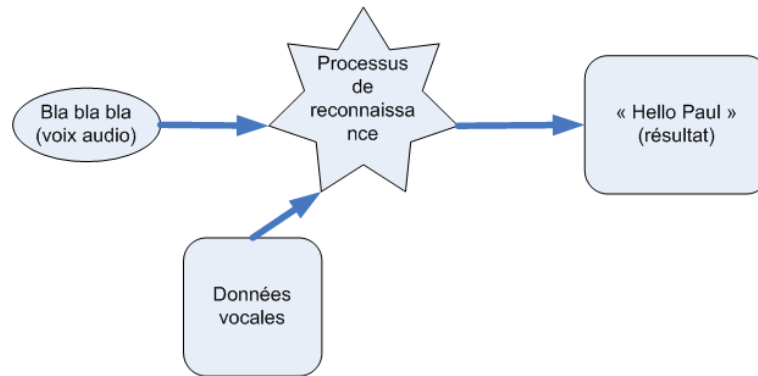 Bla bla bla
(voix audio)
Processus
de
reconnaissa
nce
« Hello Paul »
(résultat)
Données
vocales